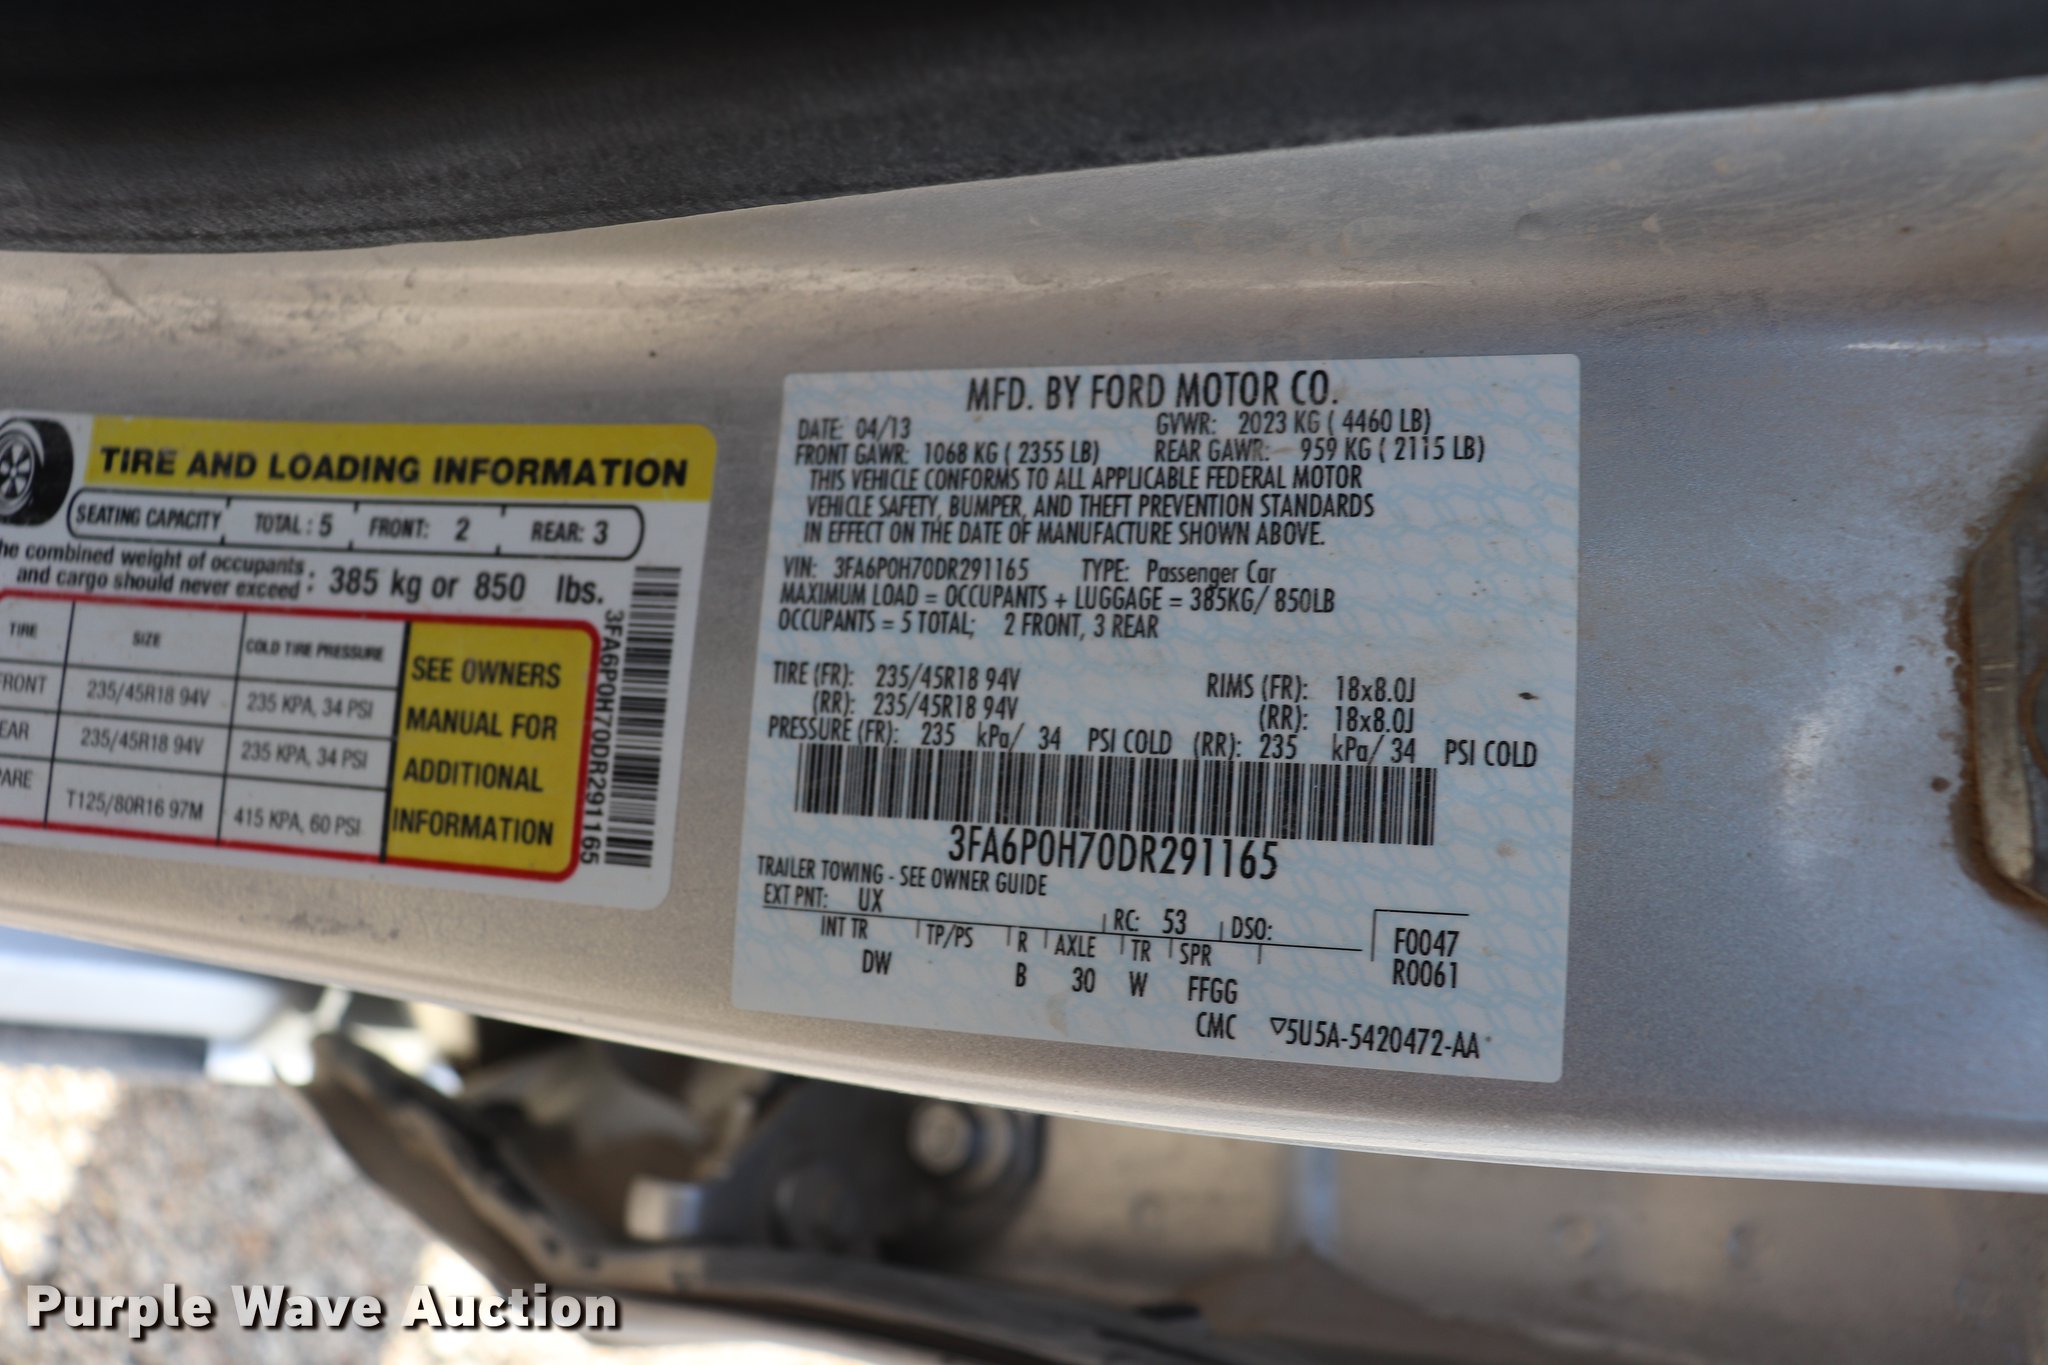 TIRE AND LOADING INFORMATION
SEATING CAPACITY TOTAL: 5 FRONT: 2 REAR: 3
he combined weight of occupants
and cargo should never exceed : 385 kg or 850 lbs.
TIRE SIZE COLD TIRE PRESSURE
FRONT 235/45R18 94V 235 KPA, 34 PSI
EAR 235/45R18 94V 235 KPA, 34 PSI
PARE T125/80R16 97M 415 KPA, 60 PSI
SEE OWNERS
MANUAL FOR
ADDITIONAL
INFORMATION
3FA6P0H70DR291165
MFD. BY FORD MOTOR CO.
DATE: 04/13 GVWR: 2023 KG ( 4460 LB)
FRONT GAWR: 1068 KG ( 2355 LB) REAR GAWR: 959 KG ( 2115 LB)
THIS VEHICLE CONFORMS TO ALL APPLICABLE FEDERAL MOTOR
VEHICLE SAFETY, BUMPER, AND THEFT PREVENTION STANDARDS
IN EFFECT ON THE DATE OF MANUFACTURE SHOWN ABOVE.
VIN: 3FA6P0H70DR291165 TYPE: Passenger Car
MAXIMUM LOAD = OCCUPANTS + LUGGAGE = 385KG/ 850LB
OCCUPANTS = 5 TOTAL; 2 FRONT, 3 REAR
TIRE (FR): 235/45R18 94V RIMS (FR): 18x8.0J
(RR): 235/45R18 94V (RR): 18x8.0J
PRESSURE (FR): 235 kPa/ 34 PSI COLD (RR): 235 kPa/ 34 PSI COLD
3FA6P0H70DR291165
TRAILER TOWING - SEE OWNER GUIDE
EXT PNT: UX RC: 53 DSO: F0047
INT TR TP/PS R AXLE TR SPR R0061
DW B 30 W FFGG
CMC ▽5U5A-5420472-AA
Purple Wave Auction